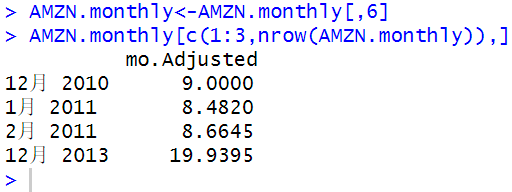 > AMZN.monthly<-AMZN.monthly[,6]
> AMZN.monthly[c(1:3,nrow(AMZN.monthly)),]
mo.Adjusted
12月 2010 9.0000
1月 2011 8.4820
2月 2011 8.6645
12月 2013 19.9395
>